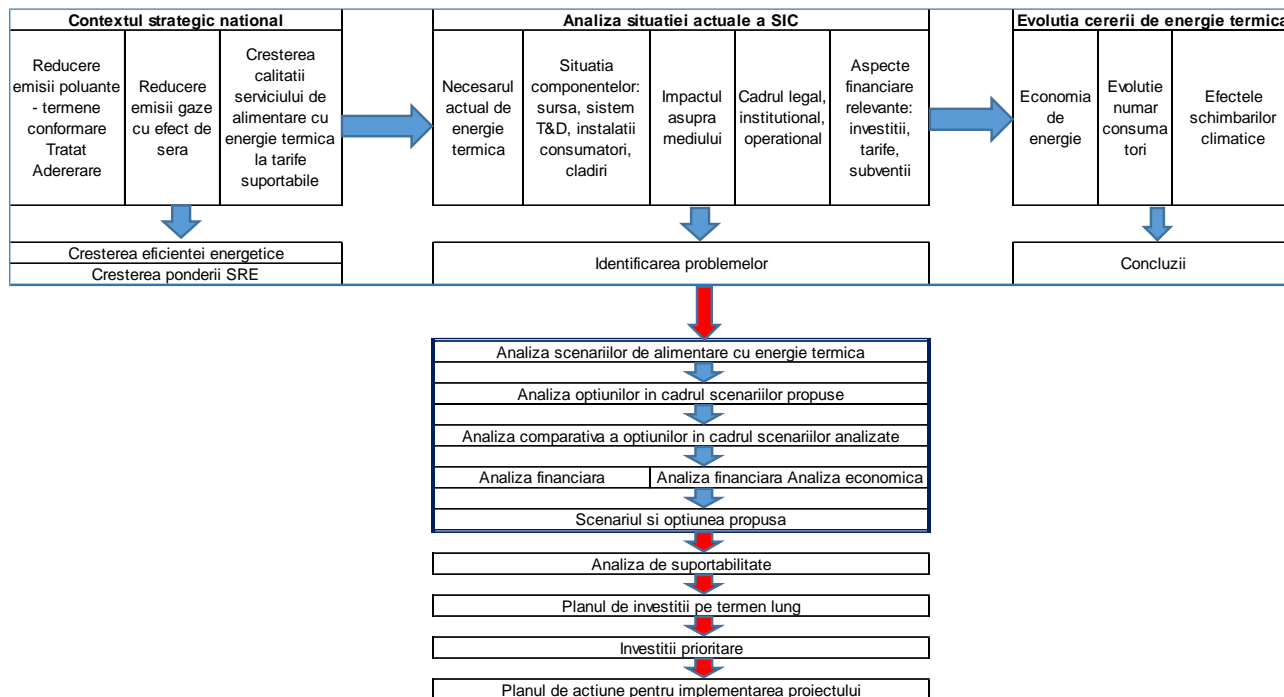 Contextul strategic national
Reducere
emisii poluante
- termene
conformare
Tratat
Adererare
Reducere
emisii gaze
cu efect de
sera
Cresterea
calitatii
serviciului de
alimentare cu
energie termica
la tarife
suportabile
Cresterea eficientei energetice
Cresterea ponderii SRE
Analiza situatiei actuale a SIC
Necesarul
actual de
energie
termica
Situatia
componentelor:
sursa, sistem
T&D, instalatii
consumatori,
cladiri
Impactul
asupra
mediului
Cadrul legal,
institutional,
operational
Aspecte
financiare
relevante:
investitii,
tarife,
subventii
Identificarea problemelor
Evolutia cererii de energie termica
Economia
de
energie
Evolutie
numar
consuma
tori
Efectele
schimbarilor
climatice
Concluzii
Analiza scenariilor de alimentare cu energie termica
Analiza optiunilor in cadrul scenariilor propuse
Analiza comparativa a optiunilor in cadrul scenariilor analizate
Analiza financiara
Analiza financiara Analiza economica
Scenariul si optiunea propusa
Analiza de suportabilitate
Planul de investitii pe termen lung
Investitii prioritare
Planul de actiune pentru implementarea proiectului